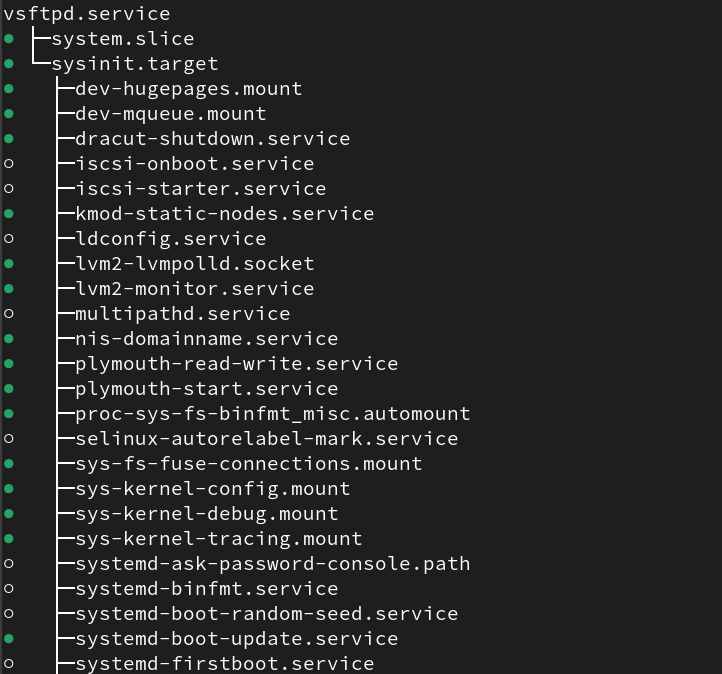 vsftpd.service
● ├─system.slice
● └─sysinit.target
●   ├─dev-hugepages.mount
●   ├─dev-mqueue.mount
●   ├─dracut-shutdown.service
○   ├─iscsi-onboot.service
○   ├─iscsi-starter.service
●   ├─kmod-static-nodes.service
○   ├─ldconfig.service
●   ├─lvm2-lvmpolld.socket
●   ├─lvm2-monitor.service
○   ├─multipathd.service
●   ├─nis-domainname.service
●   ├─plymouth-read-write.service
●   ├─plymouth-start.service
●   ├─proc-sys-fs-binfmt_misc.automount
○   ├─selinux-autorelabel-mark.service
●   ├─sys-fs-fuse-connections.mount
●   ├─sys-kernel-config.mount
●   ├─sys-kernel-debug.mount
●   ├─sys-kernel-tracing.mount
○   ├─systemd-ask-password-console.path
○   ├─systemd-binfmt.service
○   ├─systemd-boot-random-seed.service
●   ├─systemd-boot-update.service
○   ├─systemd-firstboot.service